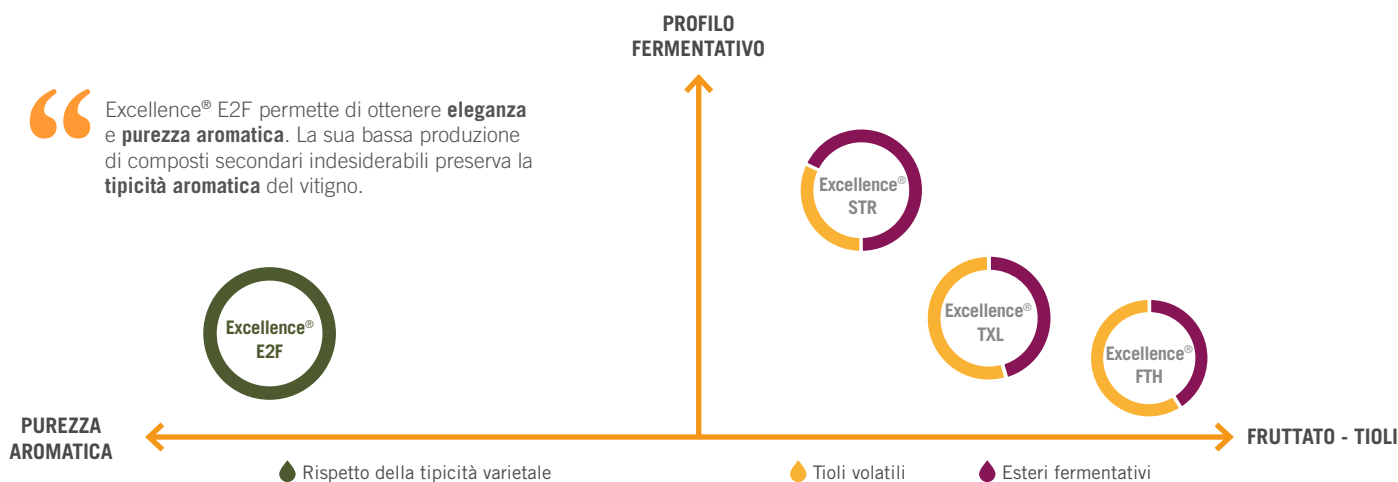 PROFILO
FERMENTATIVO
Excellence® E2F permette di ottenere eleganza
e purezza aromatica. La sua bassa produzione
di composti secondari indesiderabili preserva la
tipicità aromatica del vitigno.
Excellence®
STR
Excellence®
TXL
Excellence®
E2F
Excellence®
FTH
PUREZZA
AROMATICA
FRUTTATO - TIOLI
Rispetto della tipicità varietale
Tioli volatili
Esteri fermentativi